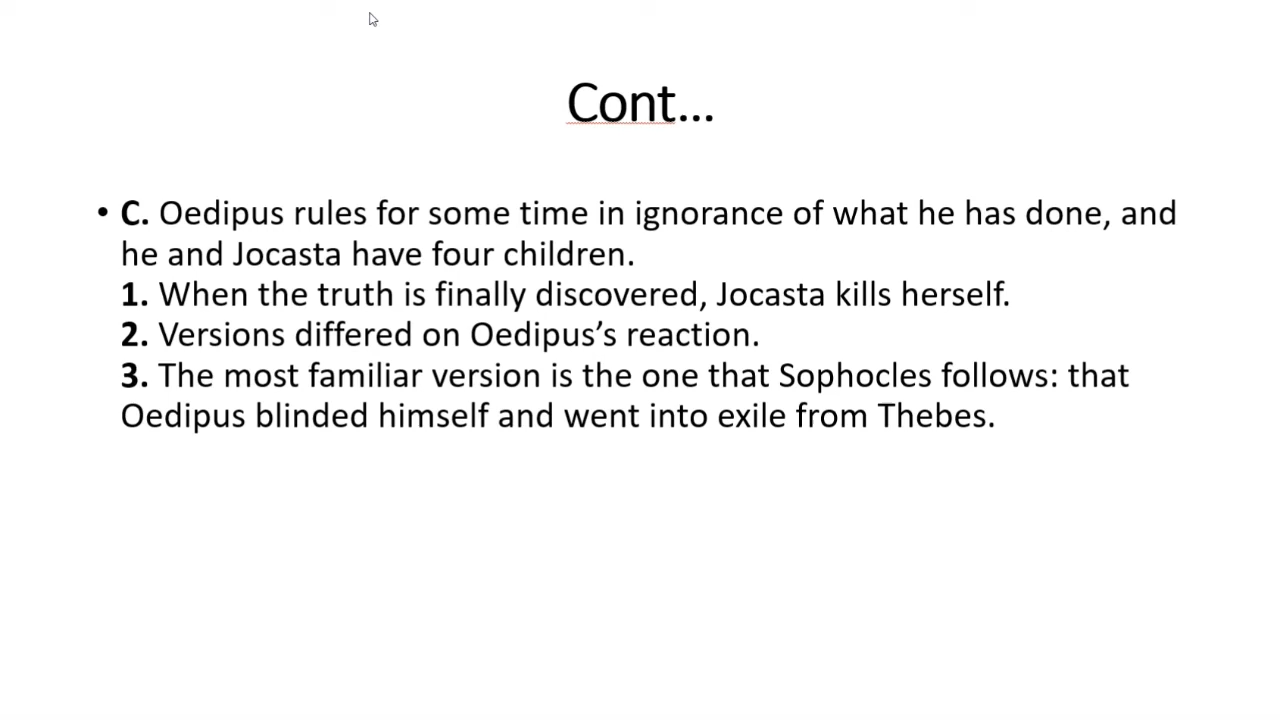 Cont…
• C. Oedipus rules for some time in ignorance of what he has done, and
he and Jocasta have four children.
1. When the truth is finally discovered, Jocasta kills herself.
2. Versions differed on Oedipus’s reaction.
3. The most familiar version is the one that Sophocles follows: that
Oedipus blinded himself and went into exile from Thebes.